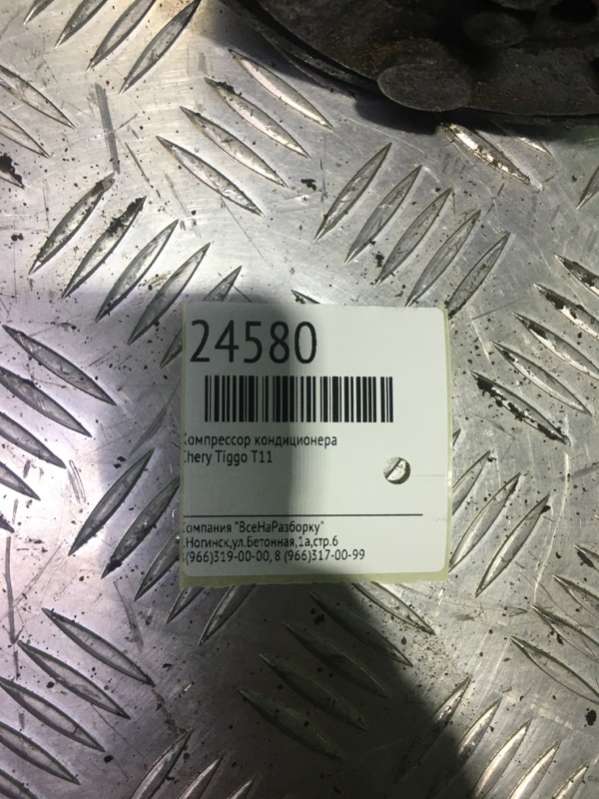 24580
Компрессор кондиционера
Chery Tiggo T11
Компания "ВсеНаРазборку"
г.Ногинск,ул.Бетонная,1а,стр.6
(966)319-00-00, 8 (966)317-00-99